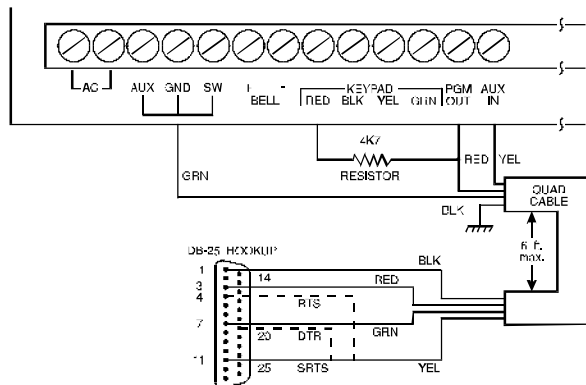 AC AUX GND SW BELL KEYPAD PGM AUX
RED BLK YEL GRN OUT IN
4K7
RESISTOR
RED YEL
GRN
BLK
QUAD
CABLE
6 ft.
max.
DB-25 HOOKUP
1 BLK
14 RED
3
4 RTS
7 GRN
20 DTR
11 YEL
25 SRTS